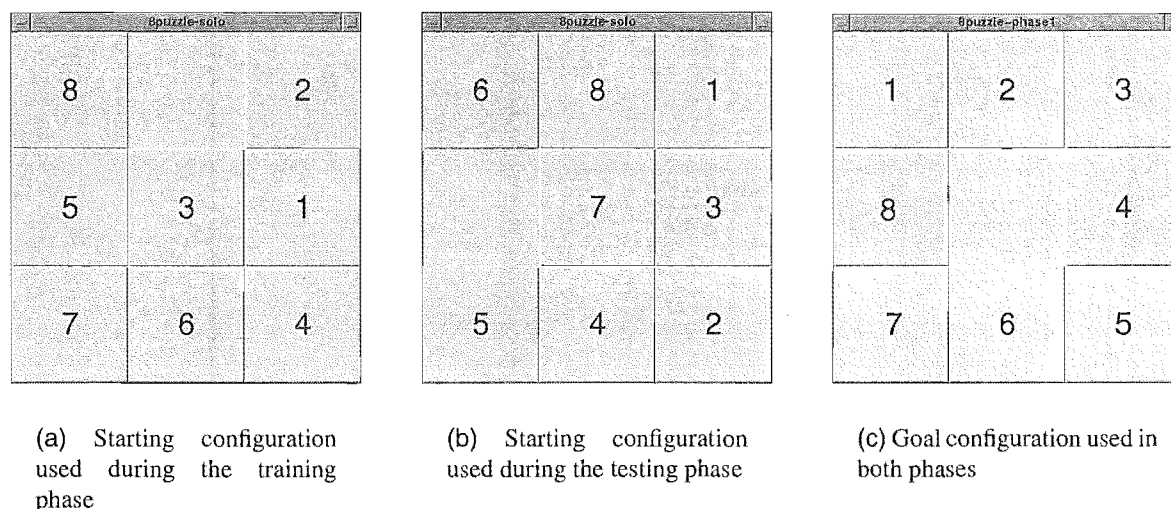 8puzzle-solo
8 2
5 3 1
7 6 4
(a) Starting configuration
used during the training
phase
8puzzle-solo
6 8 1
7 3
5 4 2
(b) Starting configuration
used during the testing phase
8puzzle-phase1
1 2 3
8 4
7 6 5
(c) Goal configuration used in
both phases